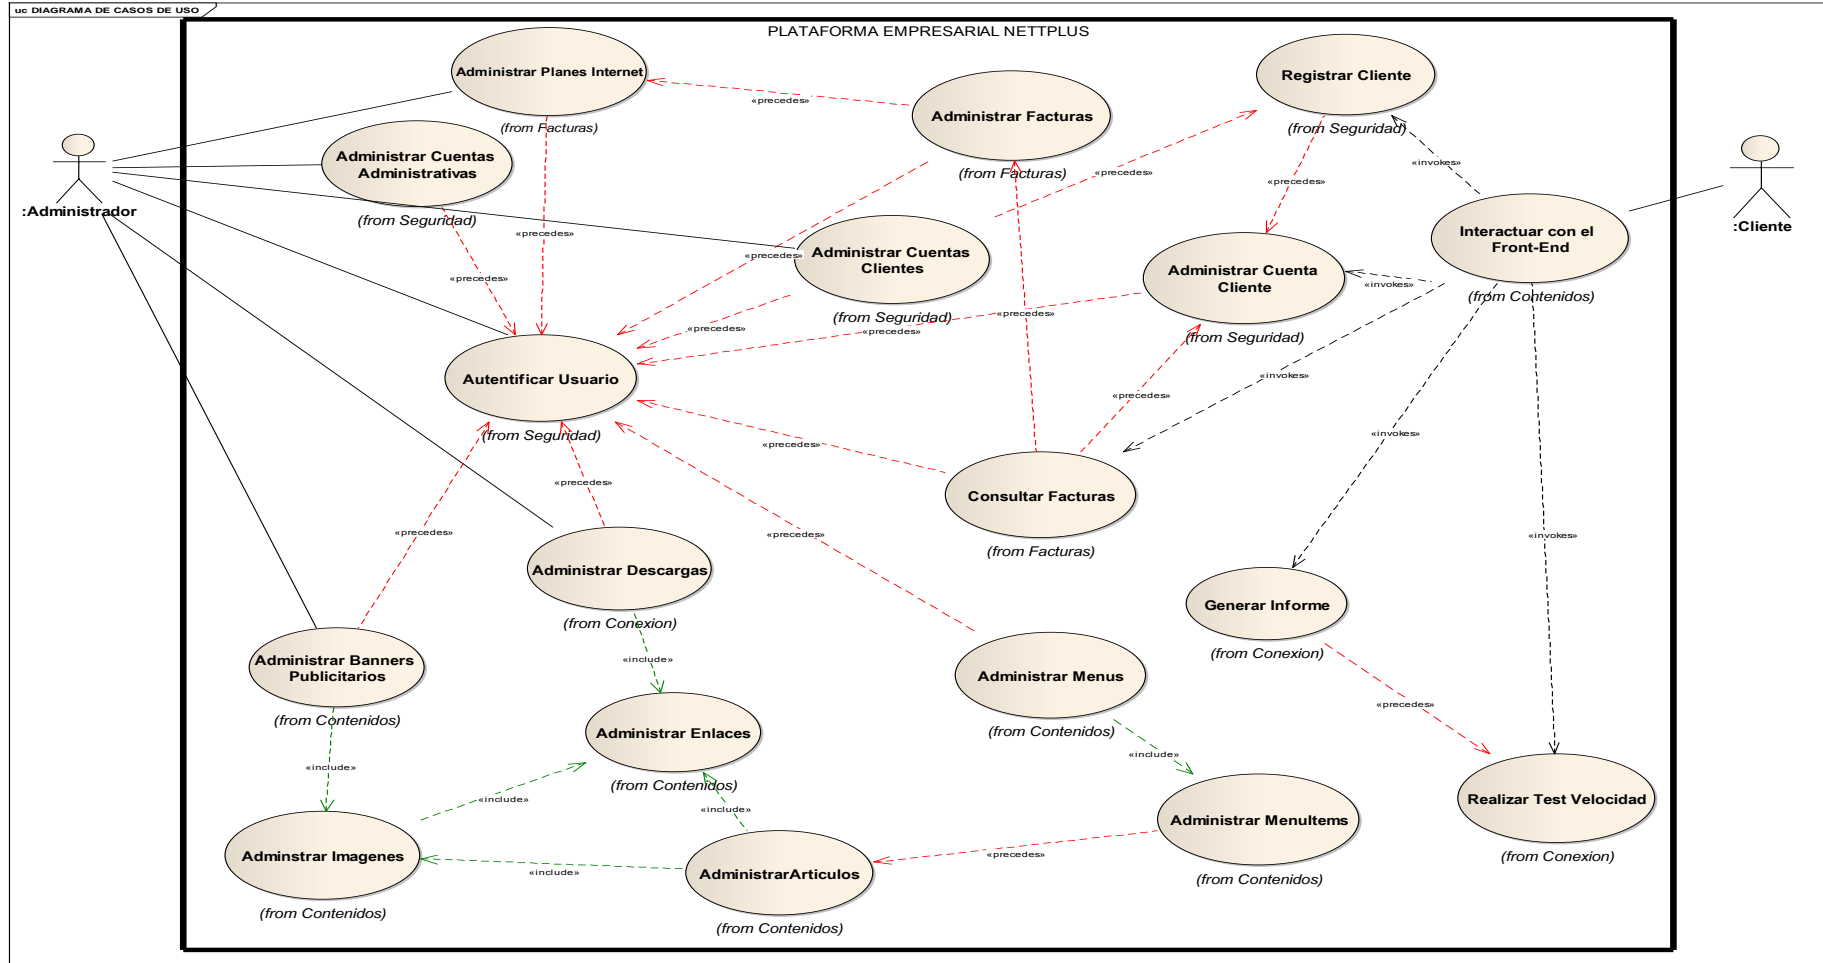 uc DIAGRAMA DE CASOS DE USO
PLATAFORMA EMPRESARIAL NETTPLUS
Administrar Planes Internet
(from Facturas)
«precedes»
Administrar Facturas
(from Facturas)
Registrar Cliente
(from Seguridad)
«invokes»
Administrar Cuentas
Administrativas
(from Seguridad)
:Administrador
:Cliente
«precedes»
«precedes»
Interactuar con el
Front-End
(from Contenidos)
«precedes»
«precedes»
«precedes»
Administrar Cuentas
Clientes
(from Seguridad)
Administrar Cuenta
Cliente
(from Seguridad)
«invokes»
«precedes»
«precedes»
«precedes»
«precedes»
Autentificar Usuario
(from Seguridad)
«invokes»
«precedes»
«invokes»
«precedes»
«precedes»
Consultar Facturas
(from Facturas)
«precedes»
«precedes»
«invokes»
Administrar Descargas
(from Conexion)
Generar Informe
(from Conexion)
«include»
Administrar Banners
Publicitarios
(from Contenidos)
Administrar Menus
(from Contenidos)
«precedes»
Administrar Enlaces
(from Contenidos)
«include»
«include»
«include»
«include»
Realizar Test Velocidad
(from Conexion)
Administrar MenuItems
(from Contenidos)
Adminstrar Imagenes
(from Contenidos)
«include»
AdministrarArticulos
(from Contenidos)
«precedes»